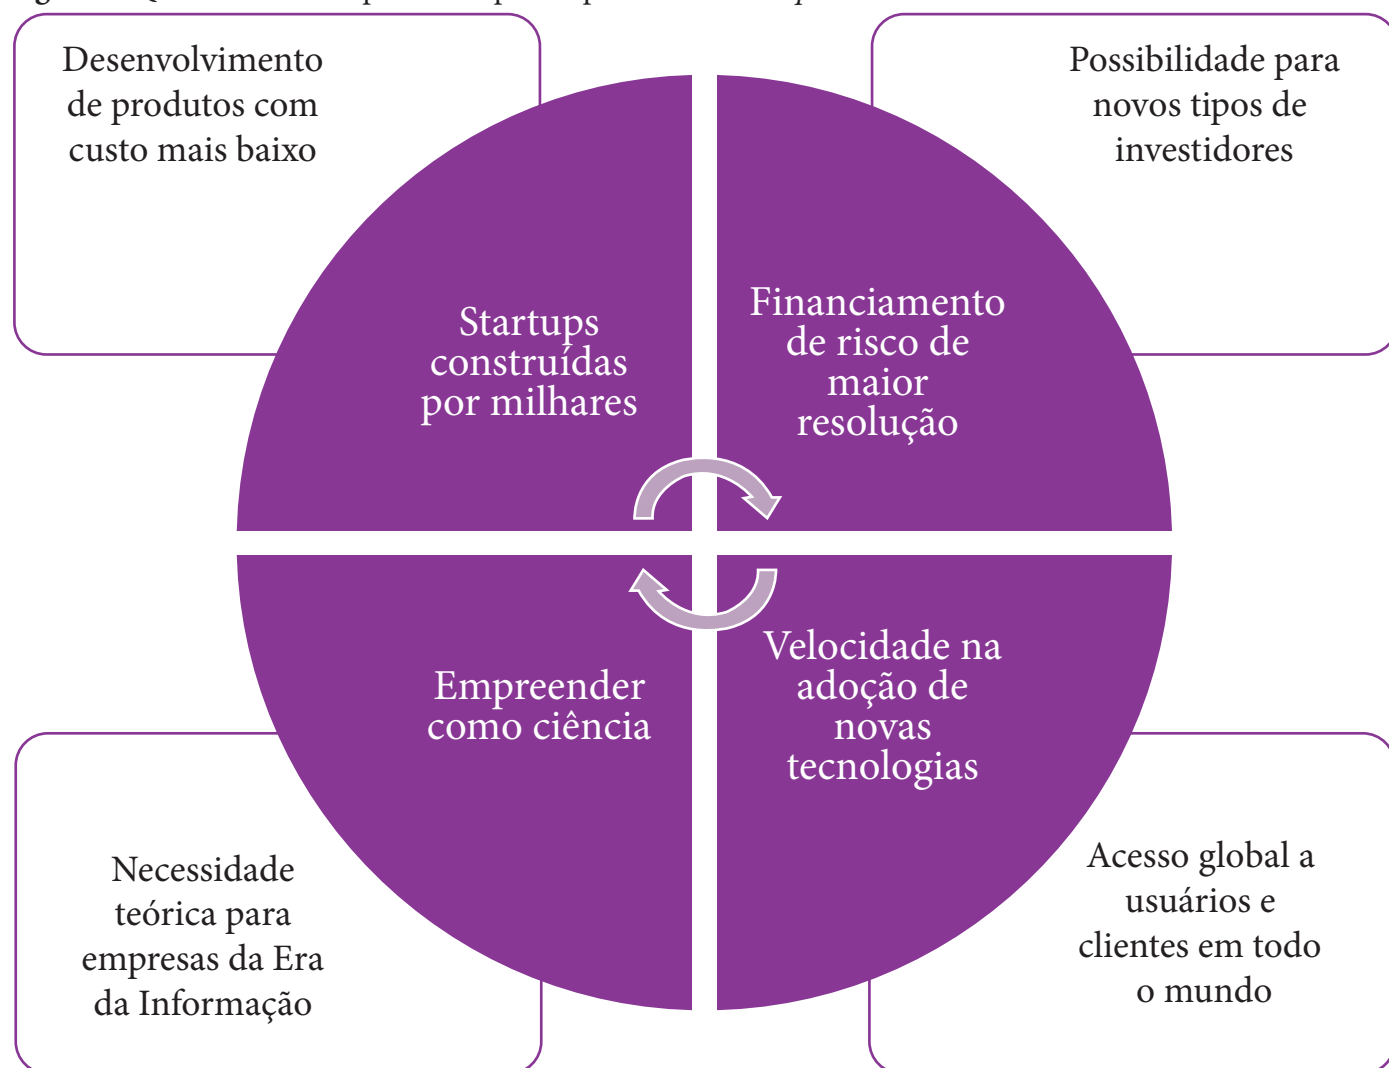 Desenvolvimento
de produtos com
custo mais baixo
Possibilidade para
novos tipos de
investidores
Startups
construídas
por milhares
Financiamento
de risco de
maior
resolução
Empreender
como ciência
Velocidade na
adoção de
novas
tecnologias
Necessidade
teórica para
empresas da Era
da Informação
Acesso global a
usuários e
clientes em todo
o mundo